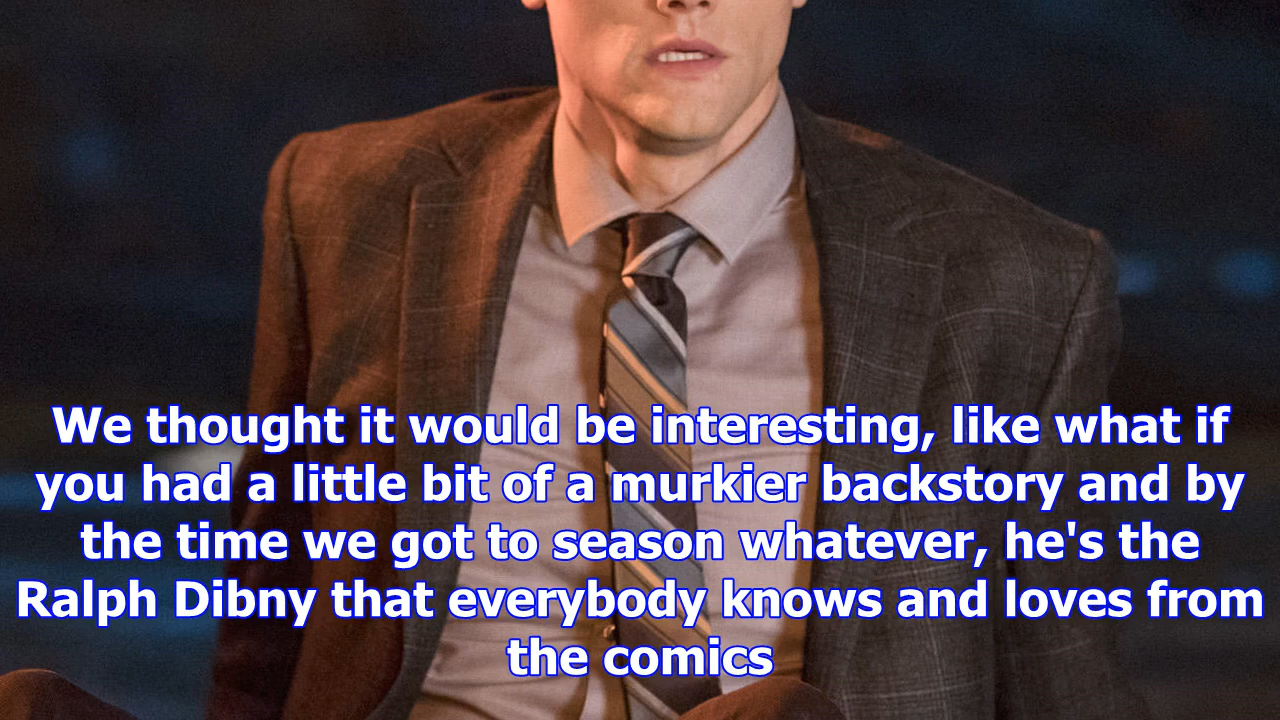 We thought it would be interesting, like what if
you had a little bit of a murkier backstory and by
the time we got to season whatever, he's the
Ralph Dibny that everybody knows and loves from
the comics